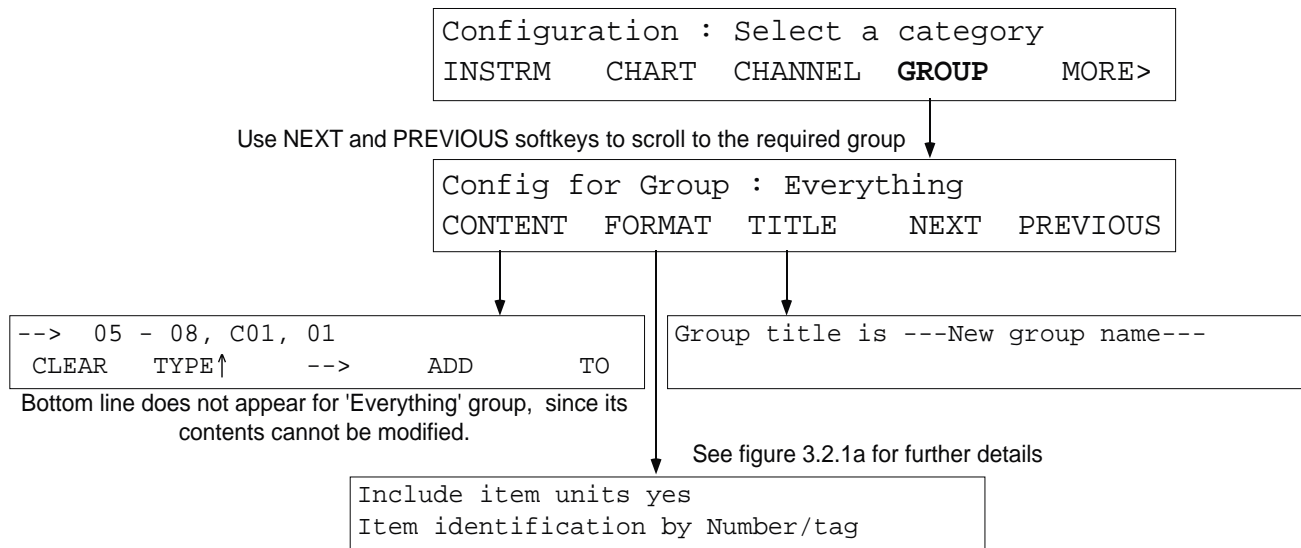 Configuration : Select a category
INSTRM CHART CHANNEL GROUP MORE>
Use NEXT and PREVIOUS softkeys to scroll to the required group
Config for Group : Everything
CONTENT FORMAT TITLE NEXT PREVIOUS
--> 05 - 08, C01, 01
CLEAR TYPE↑ --> ADD TO
Group title is ---New group name---
Bottom line does not appear for 'Everything' group, since its
contents cannot be modified.
See figure 3.2.1a for further details
Include item units yes
Item identification by Number/tag